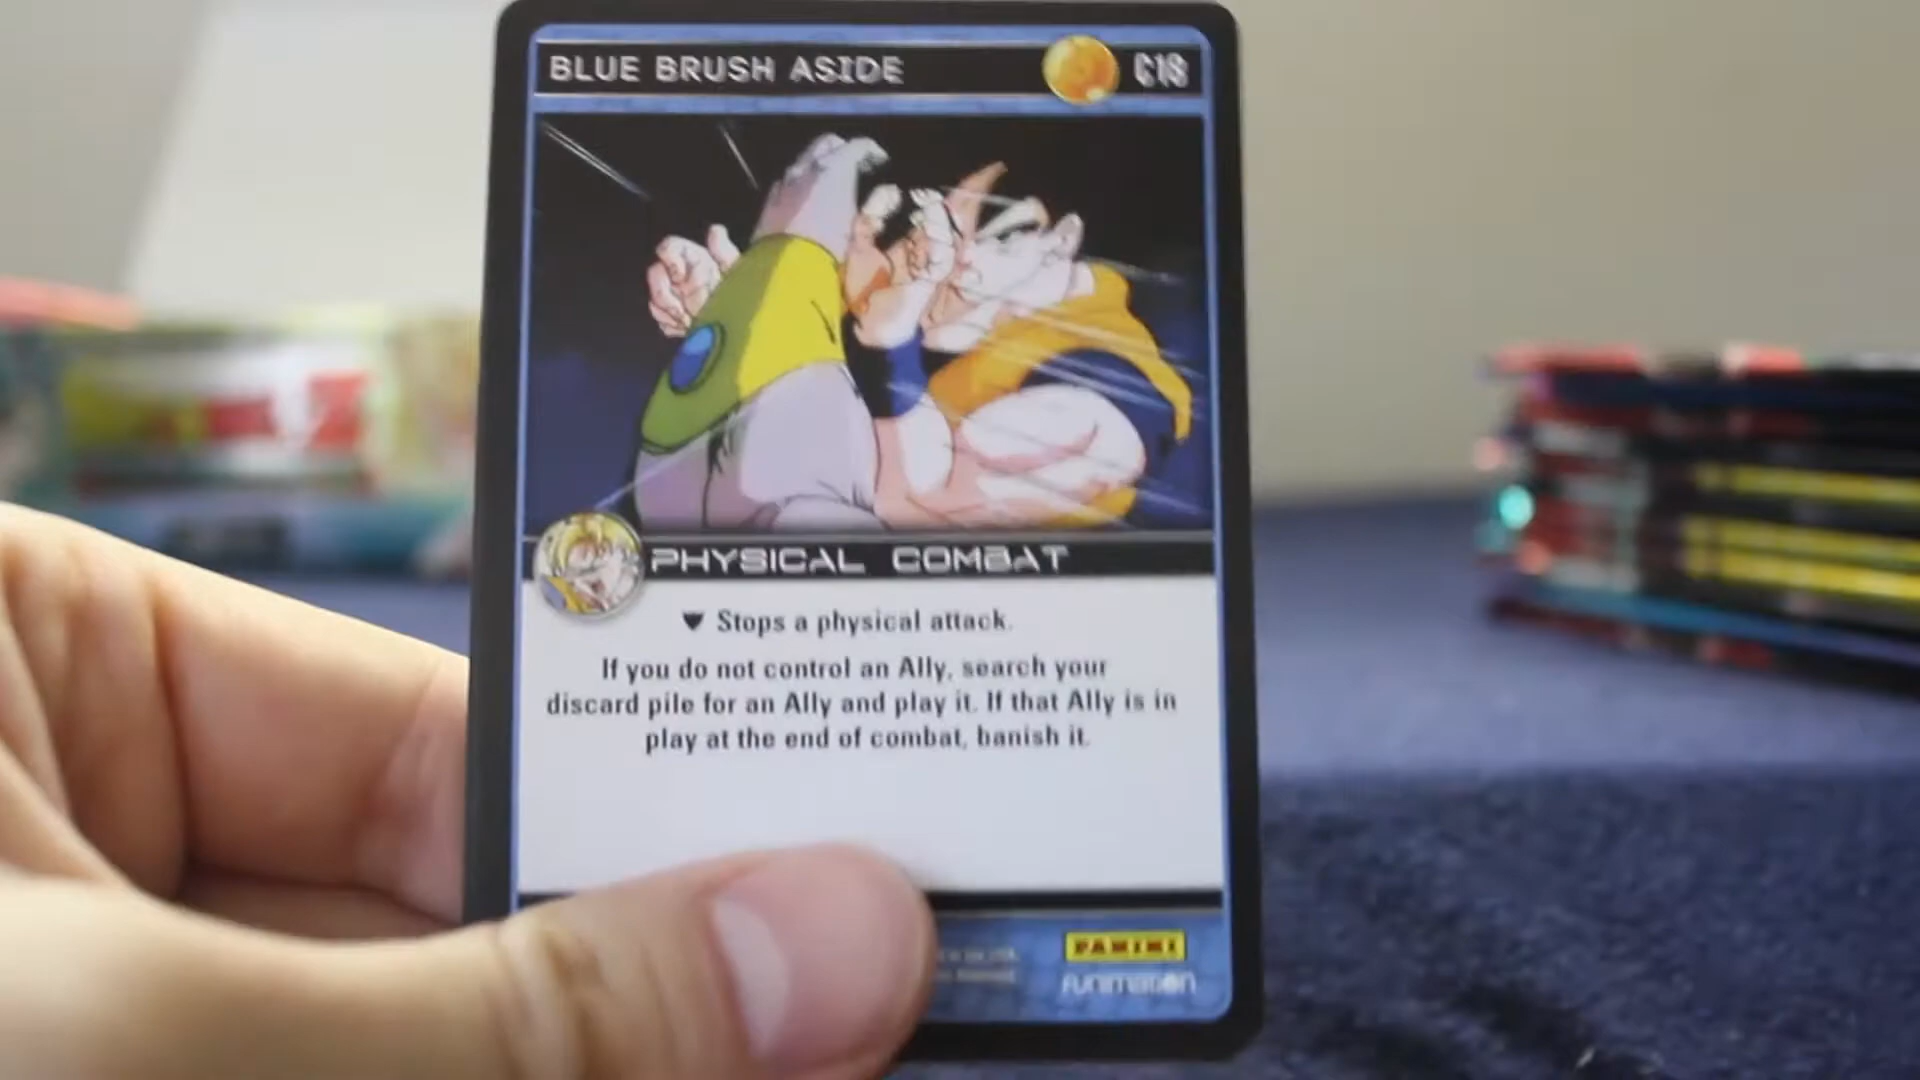 BLUE BRUSH ASIDE C18
PHYSICAL COMBAT
▼ Stops a physical attack.
If you do not control an Ally, search your
discard pile for an Ally and play it. If that Ally is in
play at the end of combat, banish it.
PANINI
FUNIMATION